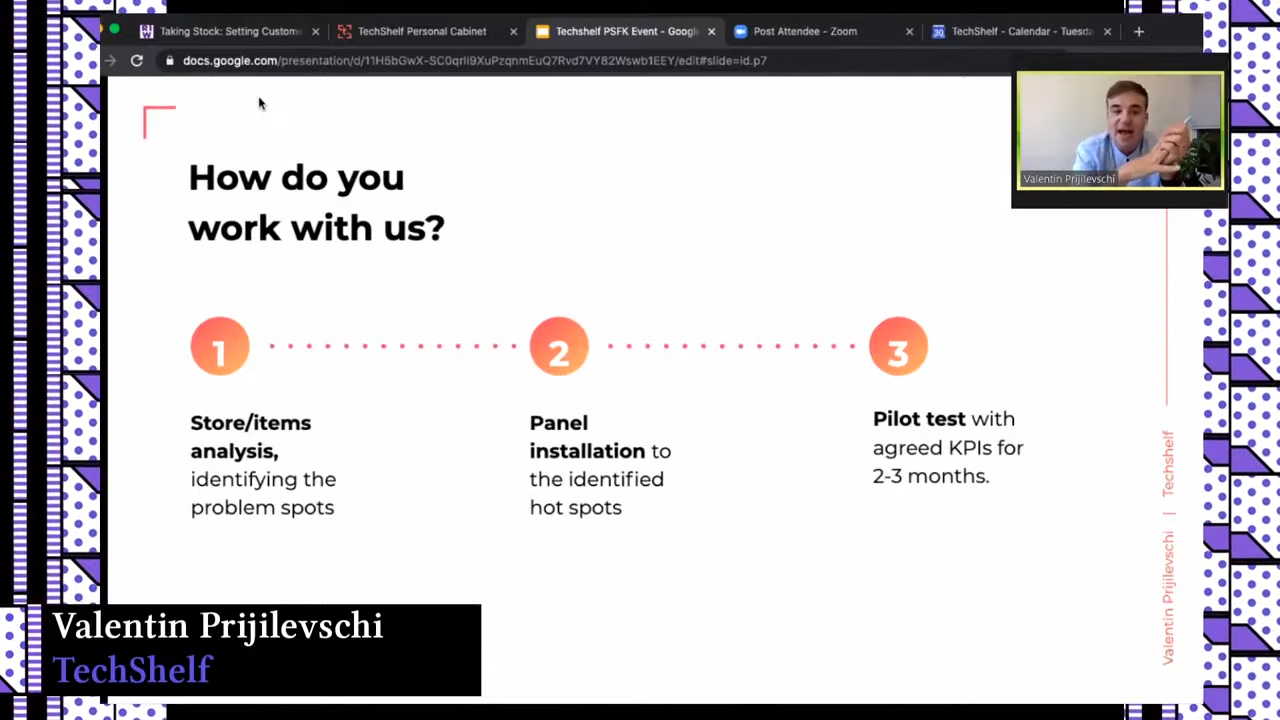 Taking Stock: Setting Custome
TechShelf Personal Cabinet
Techshelf PSFK Event - Googl
Post Attendee - Zoom
30
TechShelf - Calendar - Tuesda
docs.google.com/presentation/d/11H5bGwX-SC0qrli9XuPzqnmEuQ7Rvd7VY82Wswb1EEY/edit#slide=id.p7
Valentin Prijilevschi
How do you
work with us?
1
2
3
Store/items
analysis,
identifying the
problem spots
Panel
installation to
the identified
hot spots
Pilot test with
agreed KPIs for
2-3 months.
Valentin Prijilevschi | Techshelf
Valentin Prijilevschi
TechShelf